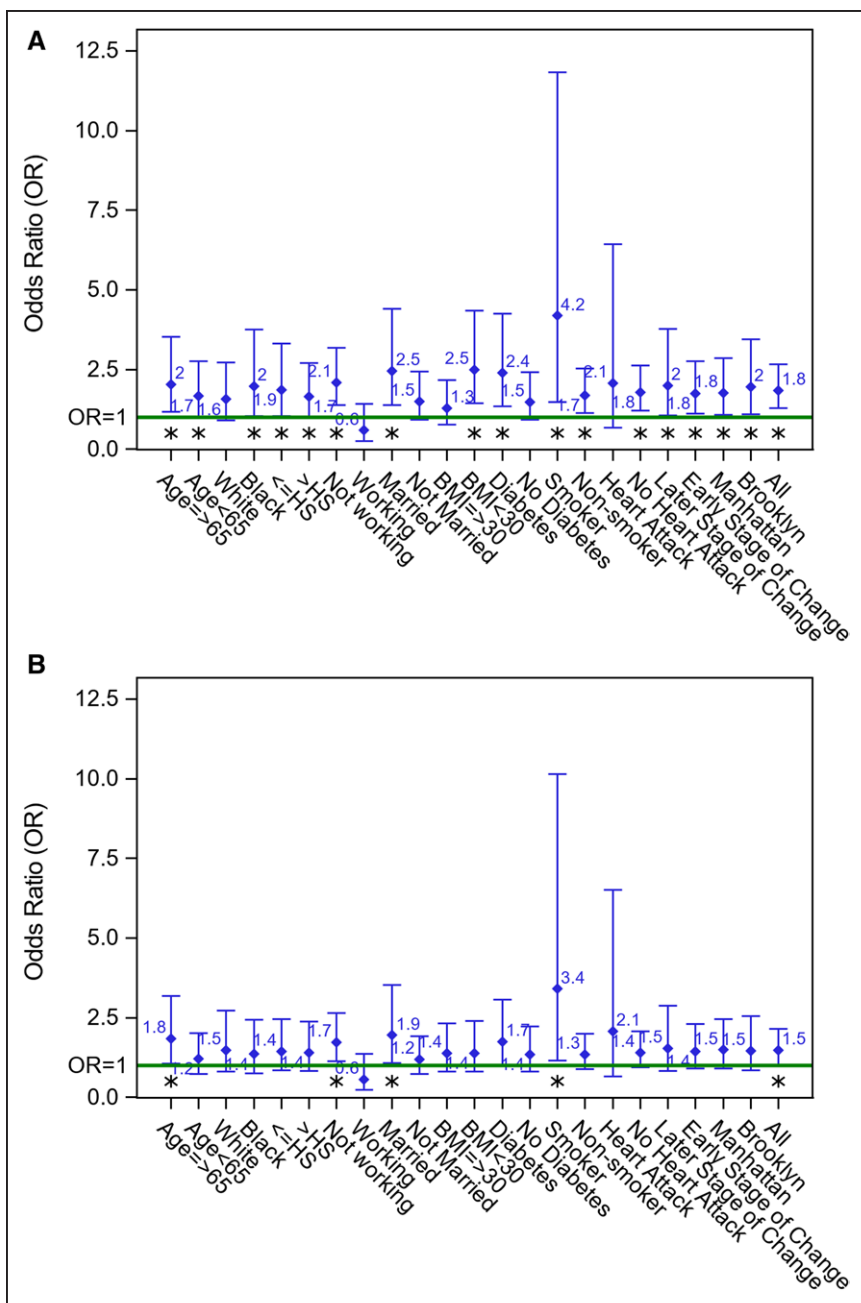 A
Odds Ratio (OR)
12.5
10.0
7.5
5.0
2.5
OR=1
0.0
2
1.7
1.6
2
1.9
1.7
2.1
0.6
2.5
1.5
1.3
2.5
2.4
1.5
4.2
1.7
2.1
1.8
2
1.8
1.8
2
1.8
* * * * * * * * * * * * * * * * *
Age=>65
Age<65
White
Black
<=HS
>HS
Not working
Working
Married
Not Married
BMI=>30
BMI<30
Diabetes
No Diabetes
Smoker
Non-smoker
Heart Attack
No Heart Attack
Later Stage of Change
Early Stage of Change
Manhattan
Brooklyn
All
B
Odds Ratio (OR)
12.5
10.0
7.5
5.0
2.5
OR=1
0.0
1.8
1.2
1.5
1.4
1.4
1.4
1.7
0.6
1.9
1.2
1.4
1.4
1.7
1.4
3.4
1.3
2.1
1.4
1.5
1.4
1.5
1.5
1.5
* * * * *
Age=>65
Age<65
White
Black
<=HS
>HS
Not working
Working
Married
Not Married
BMI=>30
BMI<30
Diabetes
No Diabetes
Smoker
Non-smoker
Heart Attack
No Heart Attack
Later Stage of Change
Early Stage of Change
Manhattan
Brooklyn
All